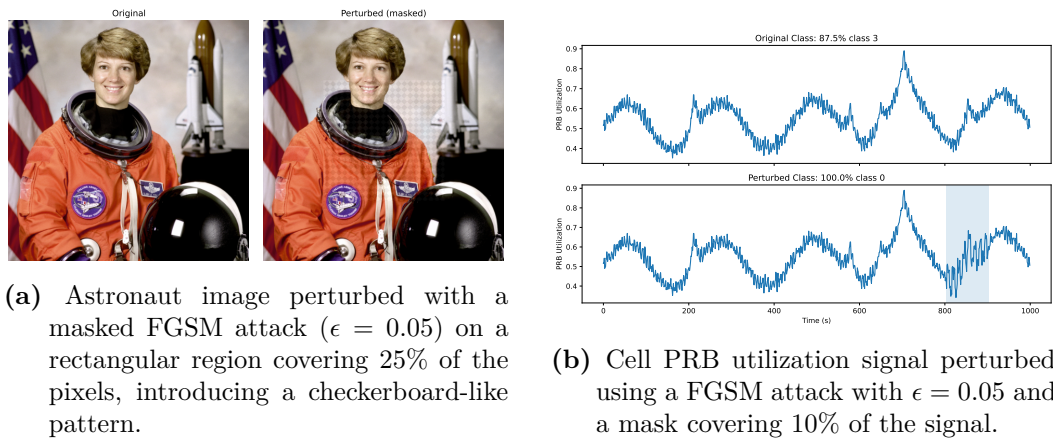 Original
Perturbed (masked)
(a) Astronaut image perturbed with a
masked FGSM attack (ϵ = 0.05) on a
rectangular region covering 25% of the
pixels, introducing a checkerboard-like
pattern.
Original Class: 87.5% class 3
PRB Utilization
0.9
0.8
0.7
0.6
0.5
0.4
Perturbed Class: 100.0% class 0
PRB Utilization
0.9
0.8
0.7
0.6
0.5
0.4
0 200 400 600 800 1000
Time (s)
(b) Cell PRB utilization signal perturbed
using a FGSM attack with ϵ = 0.05 and
a mask covering 10% of the signal.